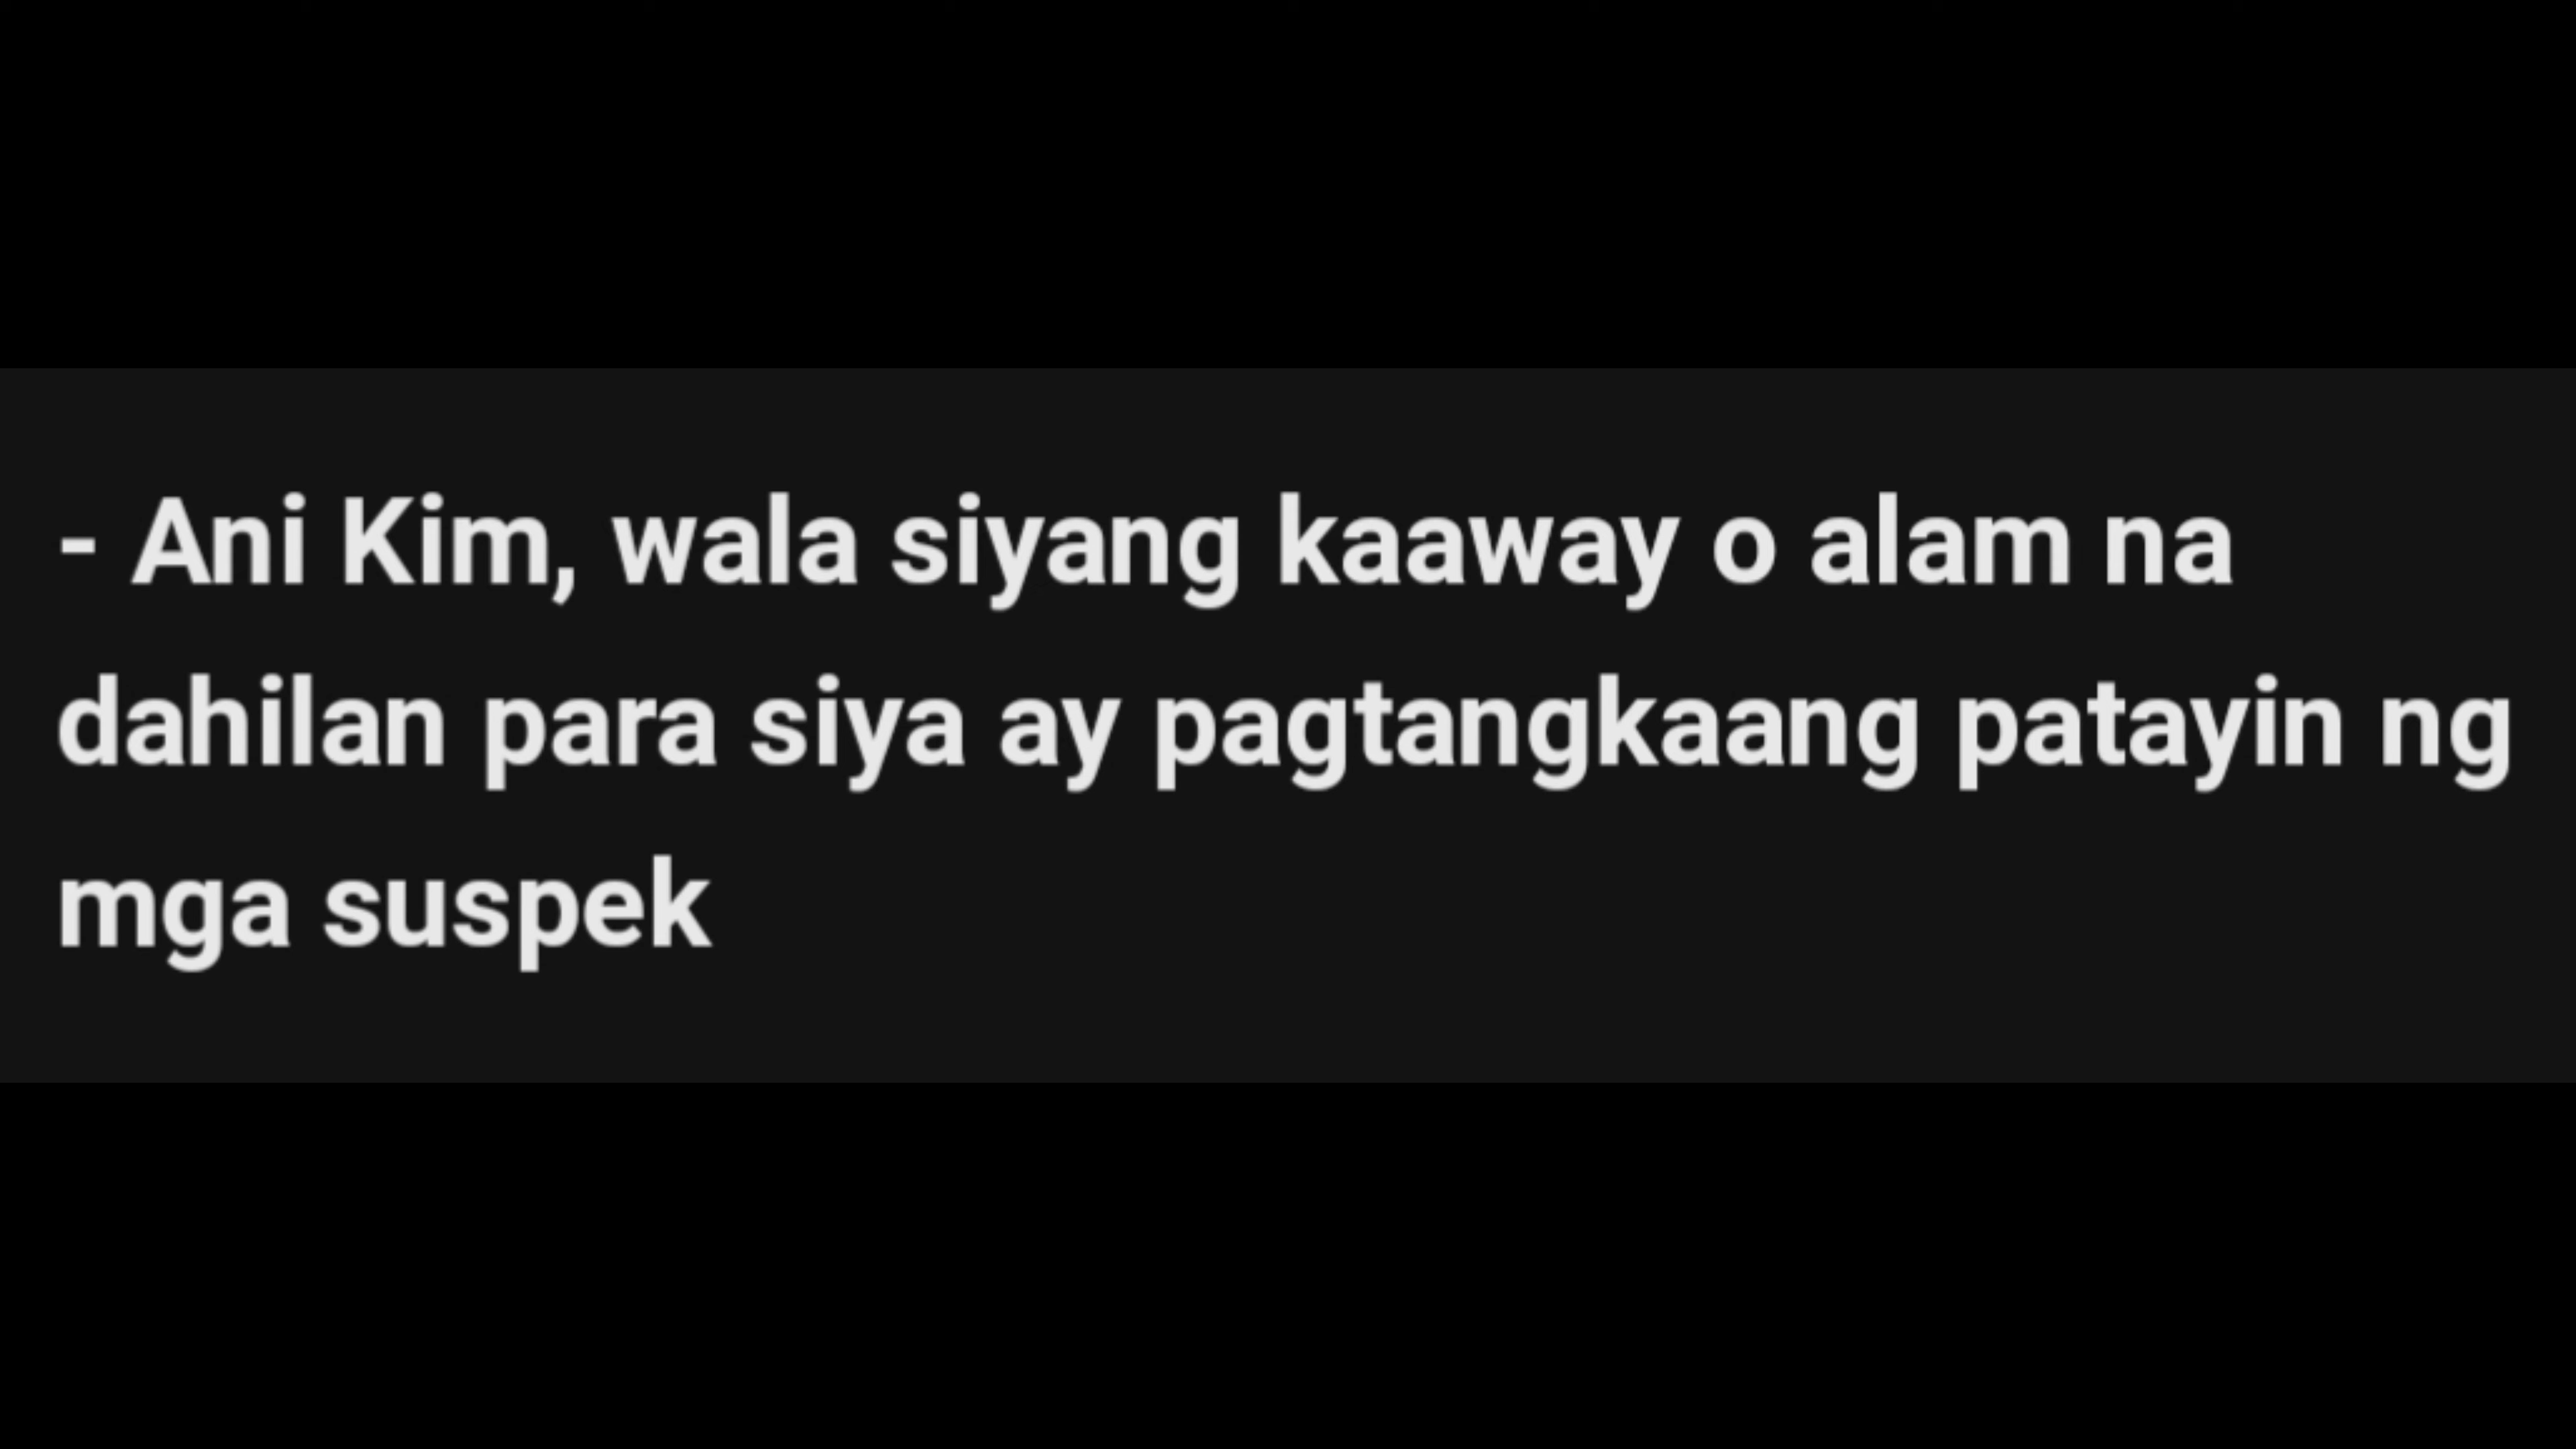 - Ani Kim, wala siyang kaaway o alam na
dahilan para siya ay pagtangkaang patayin ng
mga suspek